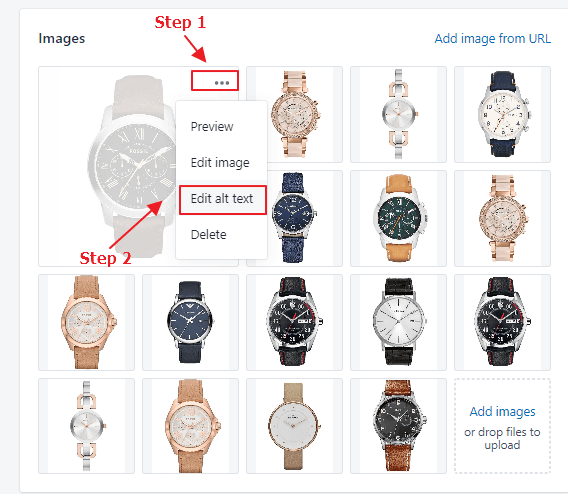 Step 1
Images
Add image from URL
•••
FOSSIL
Preview
Edit image
Edit alt text
Delete
Step 2
Add images
or drop files to
upload